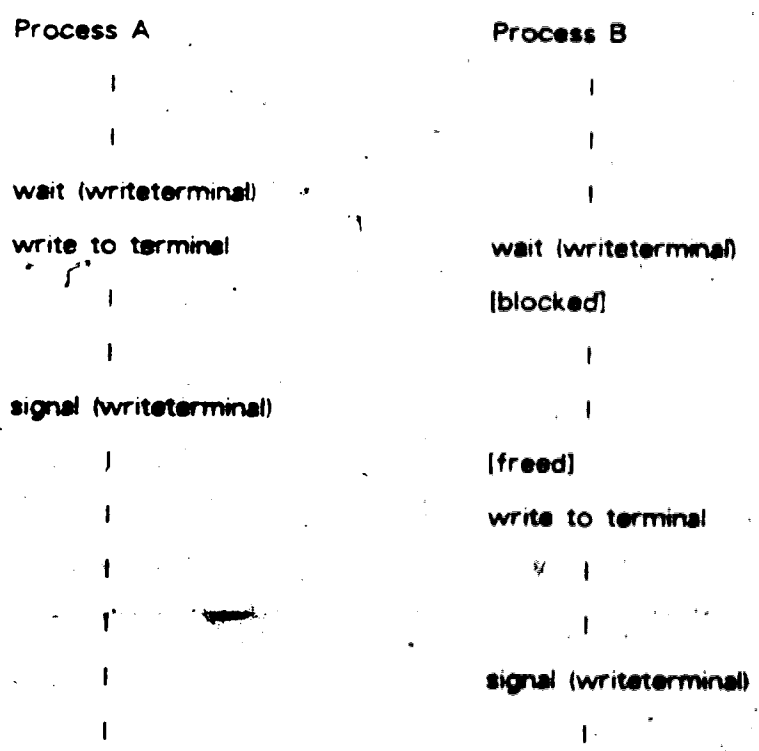 Process A
wait (writeterminal)
write to terminal
signal (writeterminal)
Process B
wait (writeterminal)
[blocked]
[freed]
write to terminal
signal (writeterminal)